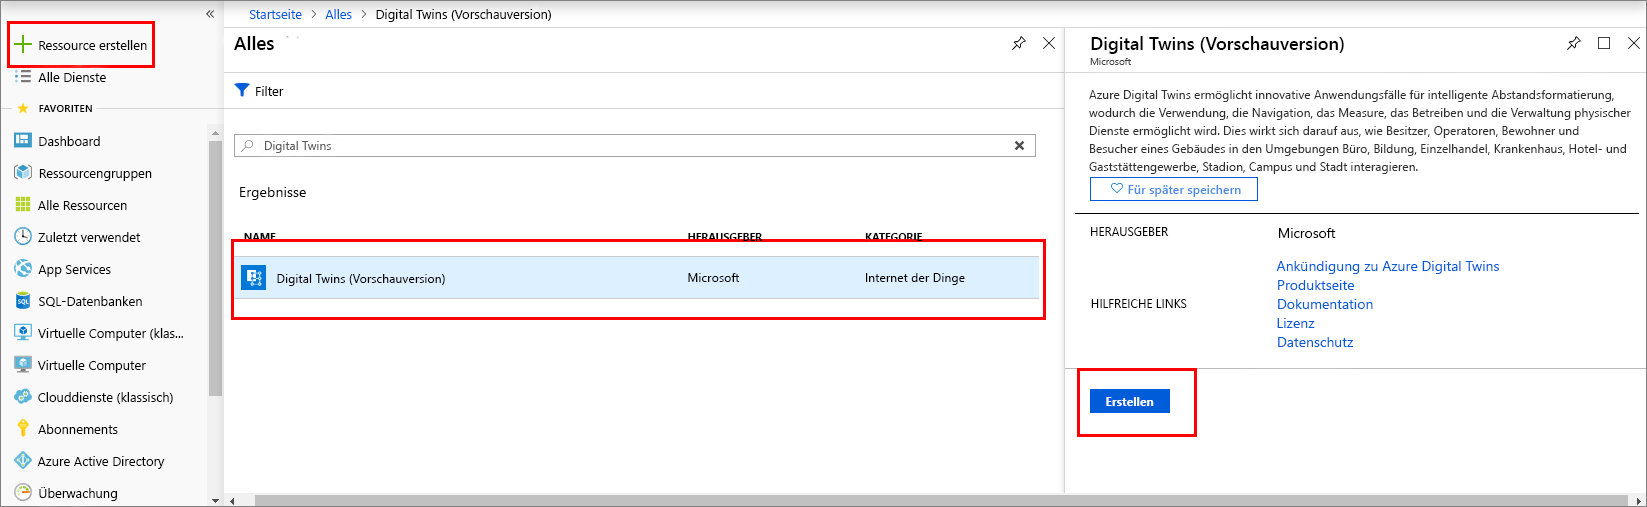 «
Ressource erstellen
Alle Dienste
FAVORITEN
Dashboard
Ressourcengruppen
Alle Ressourcen
Zuletzt verwendet
App Services
SQL-Datenbanken
Virtuelle Computer (klas...
Virtuelle Computer
Clouddienste (klassisch)
Abonnements
Azure Active Directory
Überwachung
Startseite > Alles > Digital Twins (Vorschauversion)
Alles
Filter
Digital Twins
Ergebnisse
NAME HERAUSGEBER KATEGORIE
Digital Twins (Vorschauversion) Microsoft Internet der Dinge
Digital Twins (Vorschauversion)
Microsoft
Azure Digital Twins ermöglicht innovative Anwendungsfälle für intelligente Abstandsformatierung,
wodurch die Verwendung, die Navigation, das Measure, das Betreiben und die Verwaltung physischer
Dienste ermöglicht wird. Dies wirkt sich darauf aus, wie Besitzer, Operatoren, Bewohner und
Besucher eines Gebäudes in den Umgebungen Büro, Bildung, Einzelhandel, Krankenhaus, Hotel- und
Gaststättengewerbe, Stadion, Campus und Stadt interagieren.
Für später speichern
HERAUSGEBER Microsoft
HILFREICHE LINKS
Ankündigung zu Azure Digital Twins
Produktseite
Dokumentation
Lizenz
Datenschutz
Erstellen